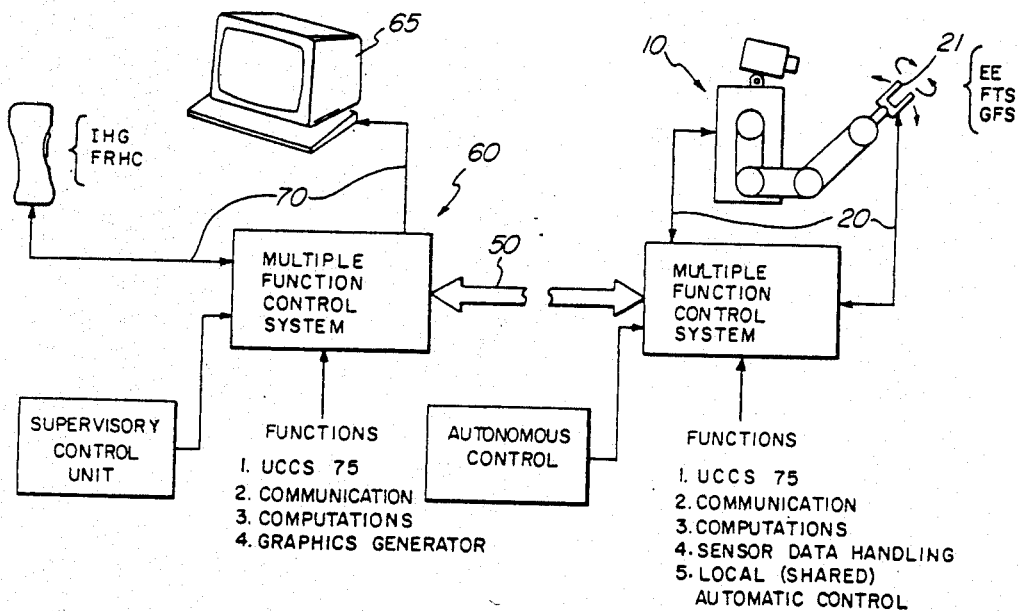 65
10
21
EE
FTS
GFS
IHG
FRHC
70
60
20
50
MULTIPLE
FUNCTION
CONTROL
SYSTEM
MULTIPLE
FUNCTION
CONTROL
SYSTEM
SUPERVISORY
CONTROL
UNIT
FUNCTIONS
1. UCCS 75
2. COMMUNICATION
3. COMPUTATIONS
4. GRAPHICS GENERATOR
AUTONOMOUS
CONTROL
FUNCTIONS
1. UCCS 75
2. COMMUNICATION
3. COMPUTATIONS
4. SENSOR DATA HANDLING
5. LOCAL (SHARED)
AUTOMATIC CONTROL